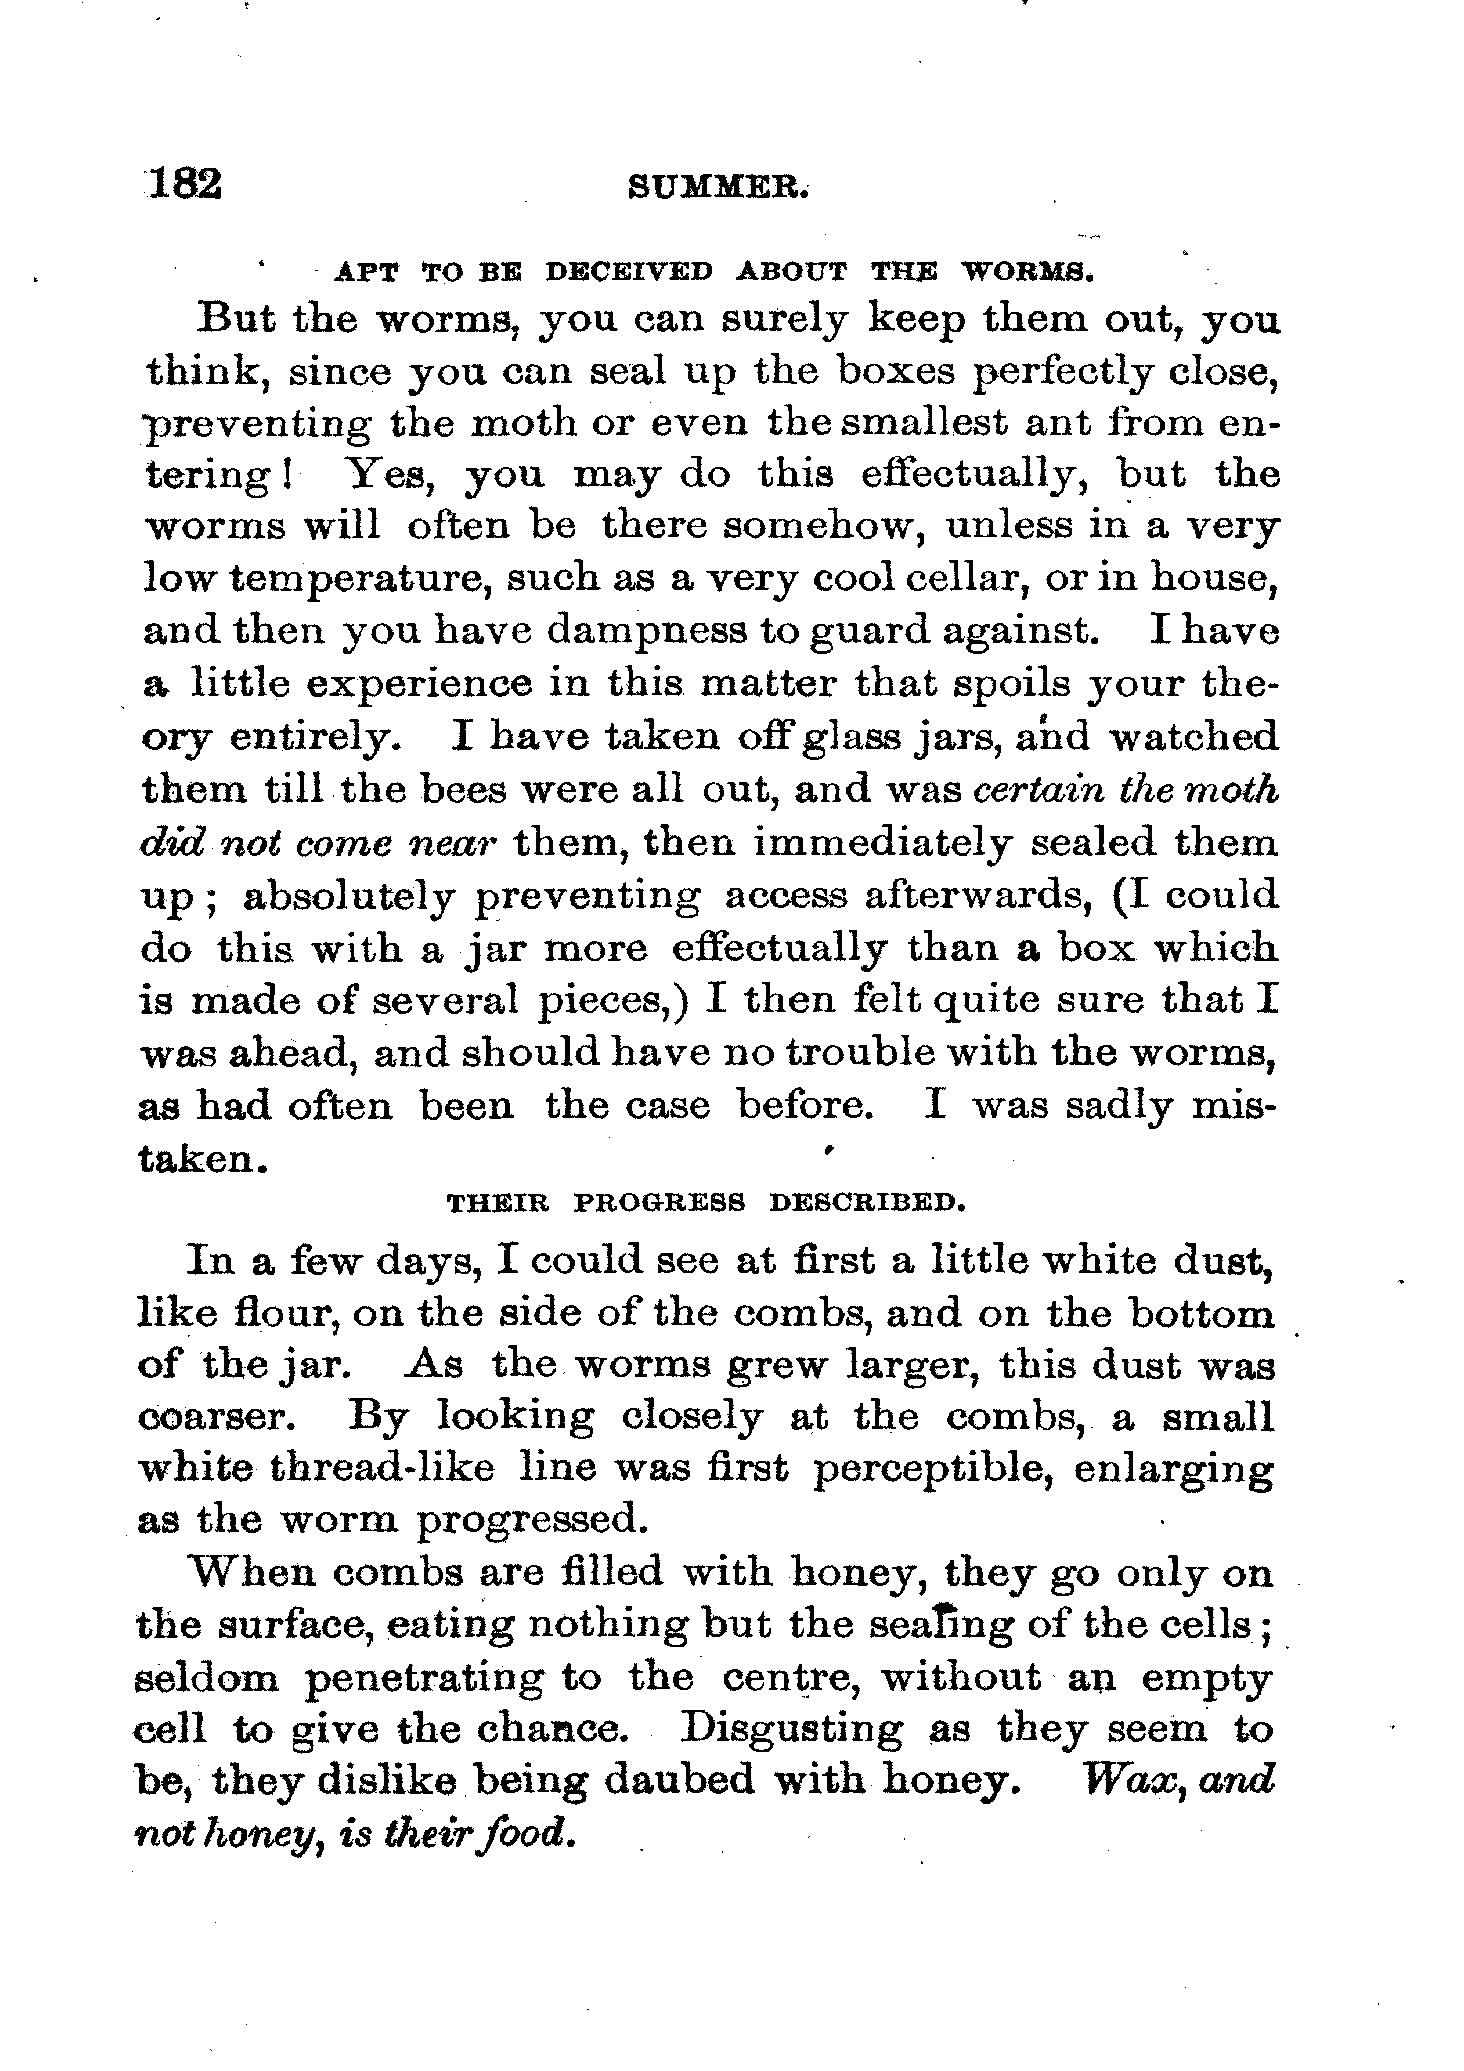 182 SUMMER.
APT TO BE DECEIVED ABOUT THE WORMS.
But the worms, you can surely keep them out, you
think, since you can seal up the boxes perfectly close,
preventing the moth or even the smallest ant from en-
tering! Yes, you may do this effectually, but the
worms will often be there somehow, unless in a very
low temperature, such as a very cool cellar, or in house,
and then you have dampness to guard against. I have
a little experience in this matter that spoils your the-
ory entirely. I have taken off glass jars, and watched
them till the bees were all out, and was certain the moth
did not come near them, then immediately sealed them
up; absolutely preventing access afterwards, (I could
do this with a jar more effectually than a box which
is made of several pieces,) I then felt quite sure that I
was ahead, and should have no trouble with the worms,
as had often been the case before. I was sadly mis-
taken.
THEIR PROGRESS DESCRIBED.
In a few days, I could see at first a little white dust,
like flour, on the side of the combs, and on the bottom
of the jar. As the worms grew larger, this dust was
coarser. By looking closely at the combs, a small
white thread-like line was first perceptible, enlarging
as the worm progressed.
When combs are filled with honey, they go only on
the surface, eating nothing but the sealing of the cells;
seldom penetrating to the centre, without an empty
cell to give the chance. Disgusting as they seem to
be, they dislike being daubed with honey. Wax, and
not honey, is their food.